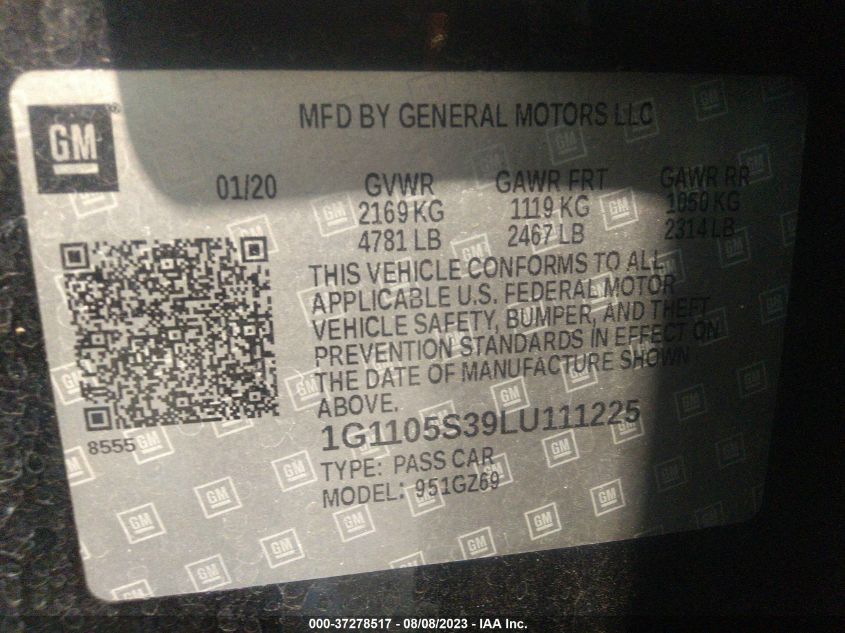 GM
MFD BY GENERAL MOTORS LLC
01/20 GVWR GAWR FRT GAWR RR
2169 KG 1119 KG 1050 KG
4781 LB 2467 LB 2314 LB
THIS VEHICLE CONFORMS TO ALL
APPLICABLE U.S. FEDERAL MOTOR
VEHICLE SAFETY, BUMPER, AND THEFT
PREVENTION STANDARDS IN EFFECT ON
THE DATE OF MANUFACTURE SHOWN
ABOVE.
8555
1G1105S39LU111225
TYPE: PASS CAR
MODEL: 951GZ69
000-37278517 - 08/08/2023 - IAA Inc.